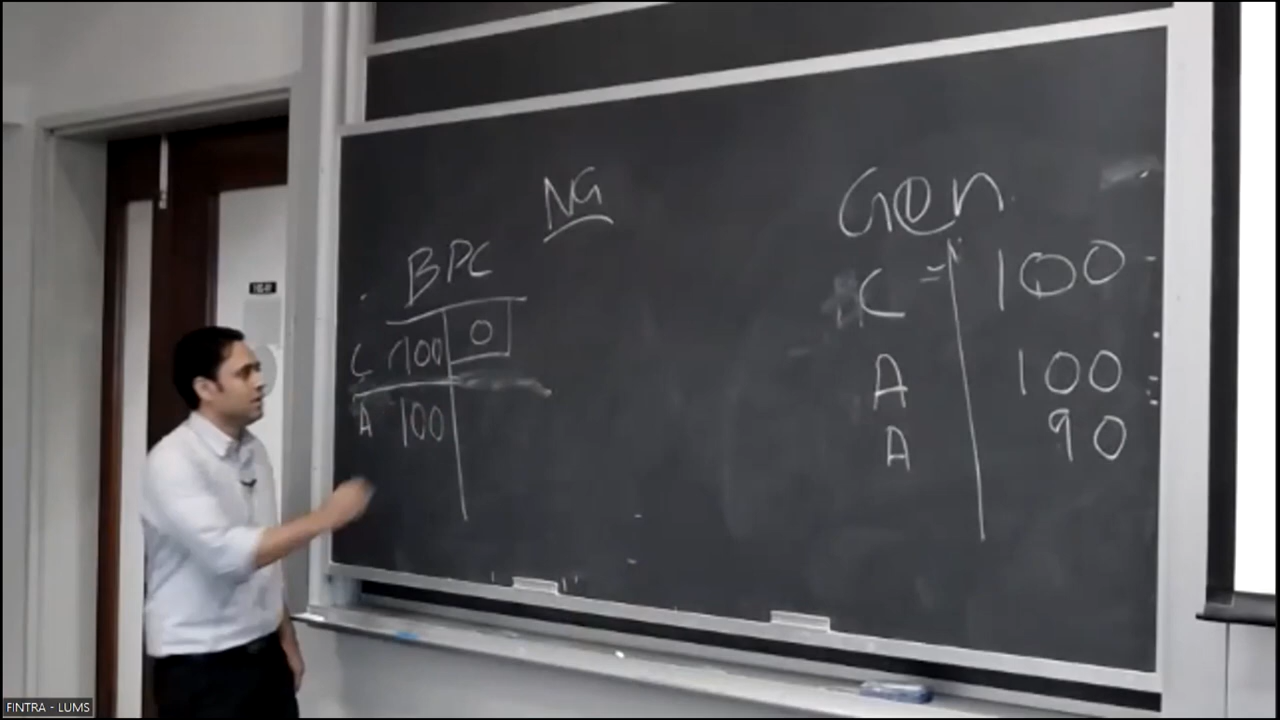 NG
BPC
C 100 0
A 100
Gen
C = 100
A 100
A 90
FINTRA - LUMS